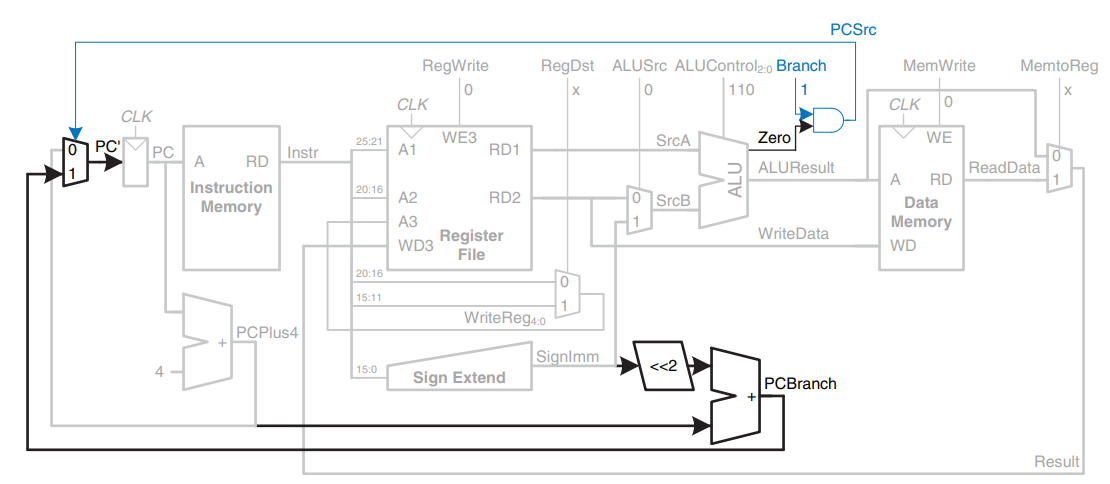 PCSrc
RegWrite
RegDst
ALUSrc
ALUControl2:0
Branch
MemWrite
MemtoReg
0
x
0
110
1
0
x
CLK
CLK
CLK
0
1
PC'
PC
A
RD
Instruction
Memory
Instr
25:21
A1
WE3
RD1
20:16
A2
RD2
A3
WD3
Register
File
SrcA
0
1
SrcB
ALU
Zero
ALUResult
WriteData
WE
A
RD
Data
Memory
WD
ReadData
0
1
20:16
0
15:11
1
WriteReg4:0
4
+
PCPlus4
15:0
Sign Extend
SignImm
<<2
+
PCBranch
Result